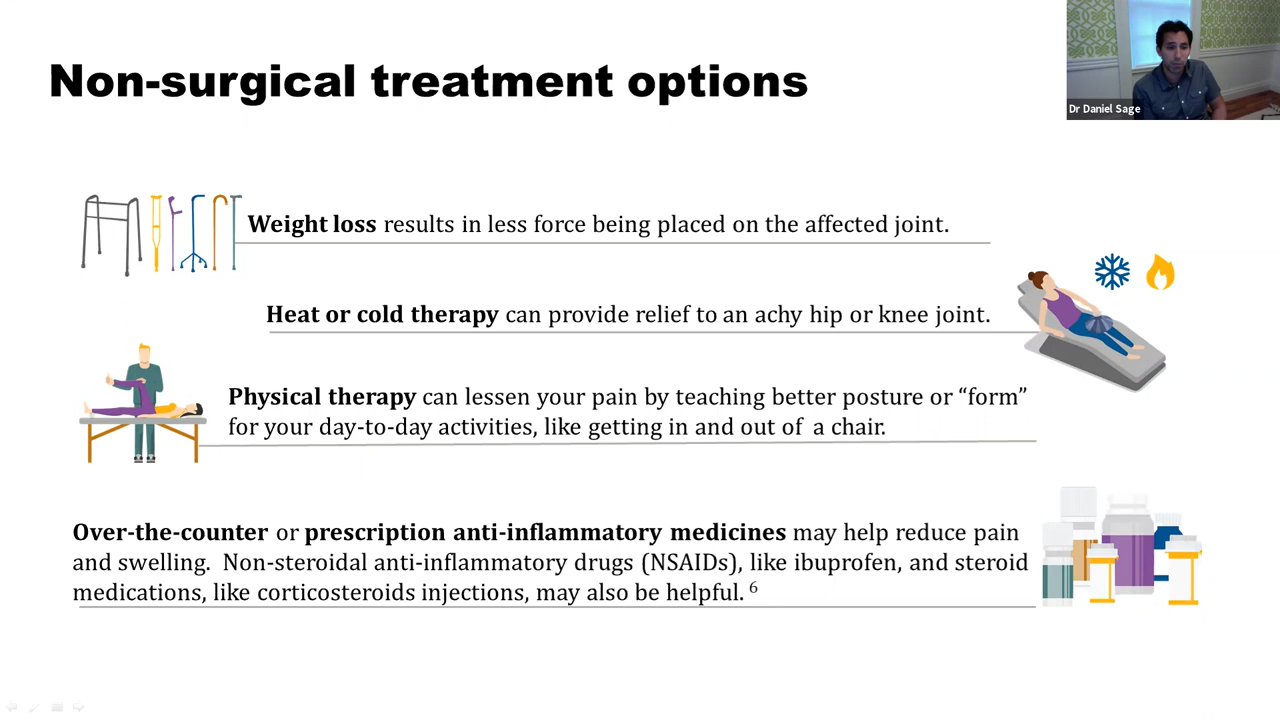 Non-surgical treatment options
Dr Daniel Sage
Weight loss results in less force being placed on the affected joint.
Heat or cold therapy can provide relief to an achy hip or knee joint.
Physical therapy can lessen your pain by teaching better posture or “form”
for your day-to-day activities, like getting in and out of a chair.
Over-the-counter or prescription anti-inflammatory medicines may help reduce pain
and swelling. Non-steroidal anti-inflammatory drugs (NSAIDs), like ibuprofen, and steroid
medications, like corticosteroids injections, may also be helpful. 6